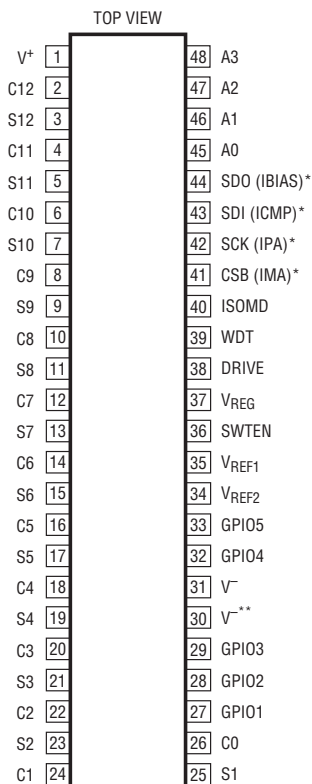 TOP VIEW
V+ 1 48 A3
C12 2 47 A2
S12 3 46 A1
C11 4 45 A0
S11 5 44 SDO (IBIAS)*
C10 6 43 SDI (ICMP)*
S10 7 42 SCK (IPA)*
C9 8 41 CSB (IMA)*
S9 9 40 ISOMD
C8 10 39 WDT
S8 11 38 DRIVE
C7 12 37 VREG
S7 13 36 SWTEN
C6 14 35 VREF1
S6 15 34 VREF2
C5 16 33 GPIO5
S5 17 32 GPIO4
C4 18 31 V–
S4 19 30 V–**
C3 20 29 GPIO3
S3 21 28 GPIO2
C2 22 27 GPIO1
S2 23 26 C0
C1 24 25 S1